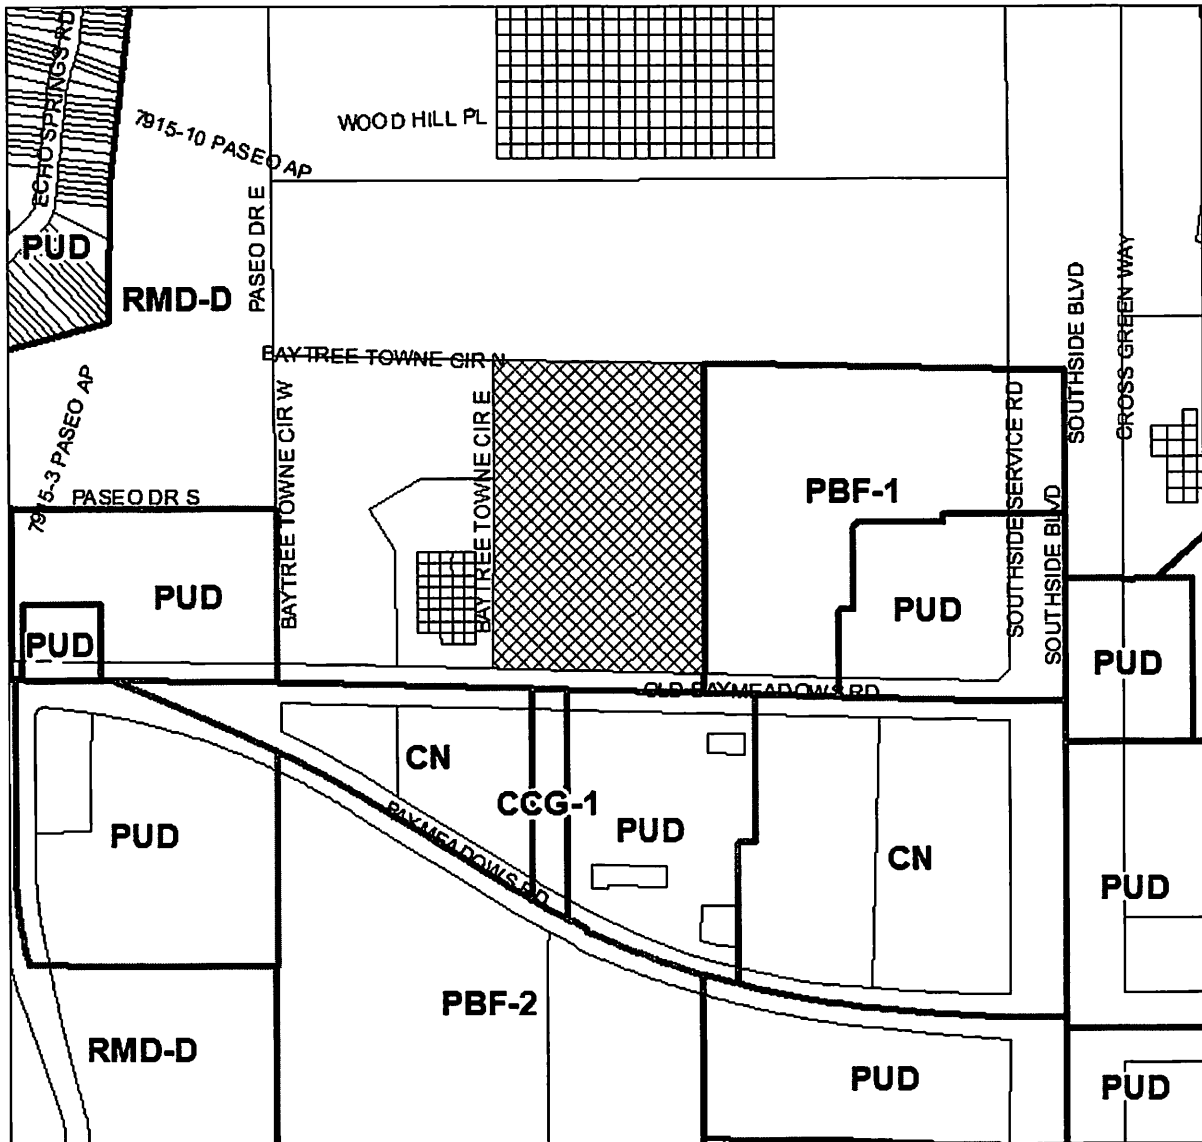 ECHO SPRINGS RD
7915-10 PASEO AP
WOOD HILL PL
PUD
RMD-D
PASEO DR E
SOUTHSIDE BLVD
CROSS GREEN WAY
BAYTREE TOWNE CIR N
7915-3 PASEO AP
BAYTREE TOWNE CIR W
BAYTREE TOWNE CIR E
SOUTHSIDE SERVICE RD
PASEO DR S
PBF-1
SOUTHSIDE BLVD
PUD
PUD
PUD
PUD
OLD BAYMEADOWS RD
CN
CCG-1
PUD
PUD
BAYMEADOWS RD
CN
PUD
PBF-2
RMD-D
PUD
PUD